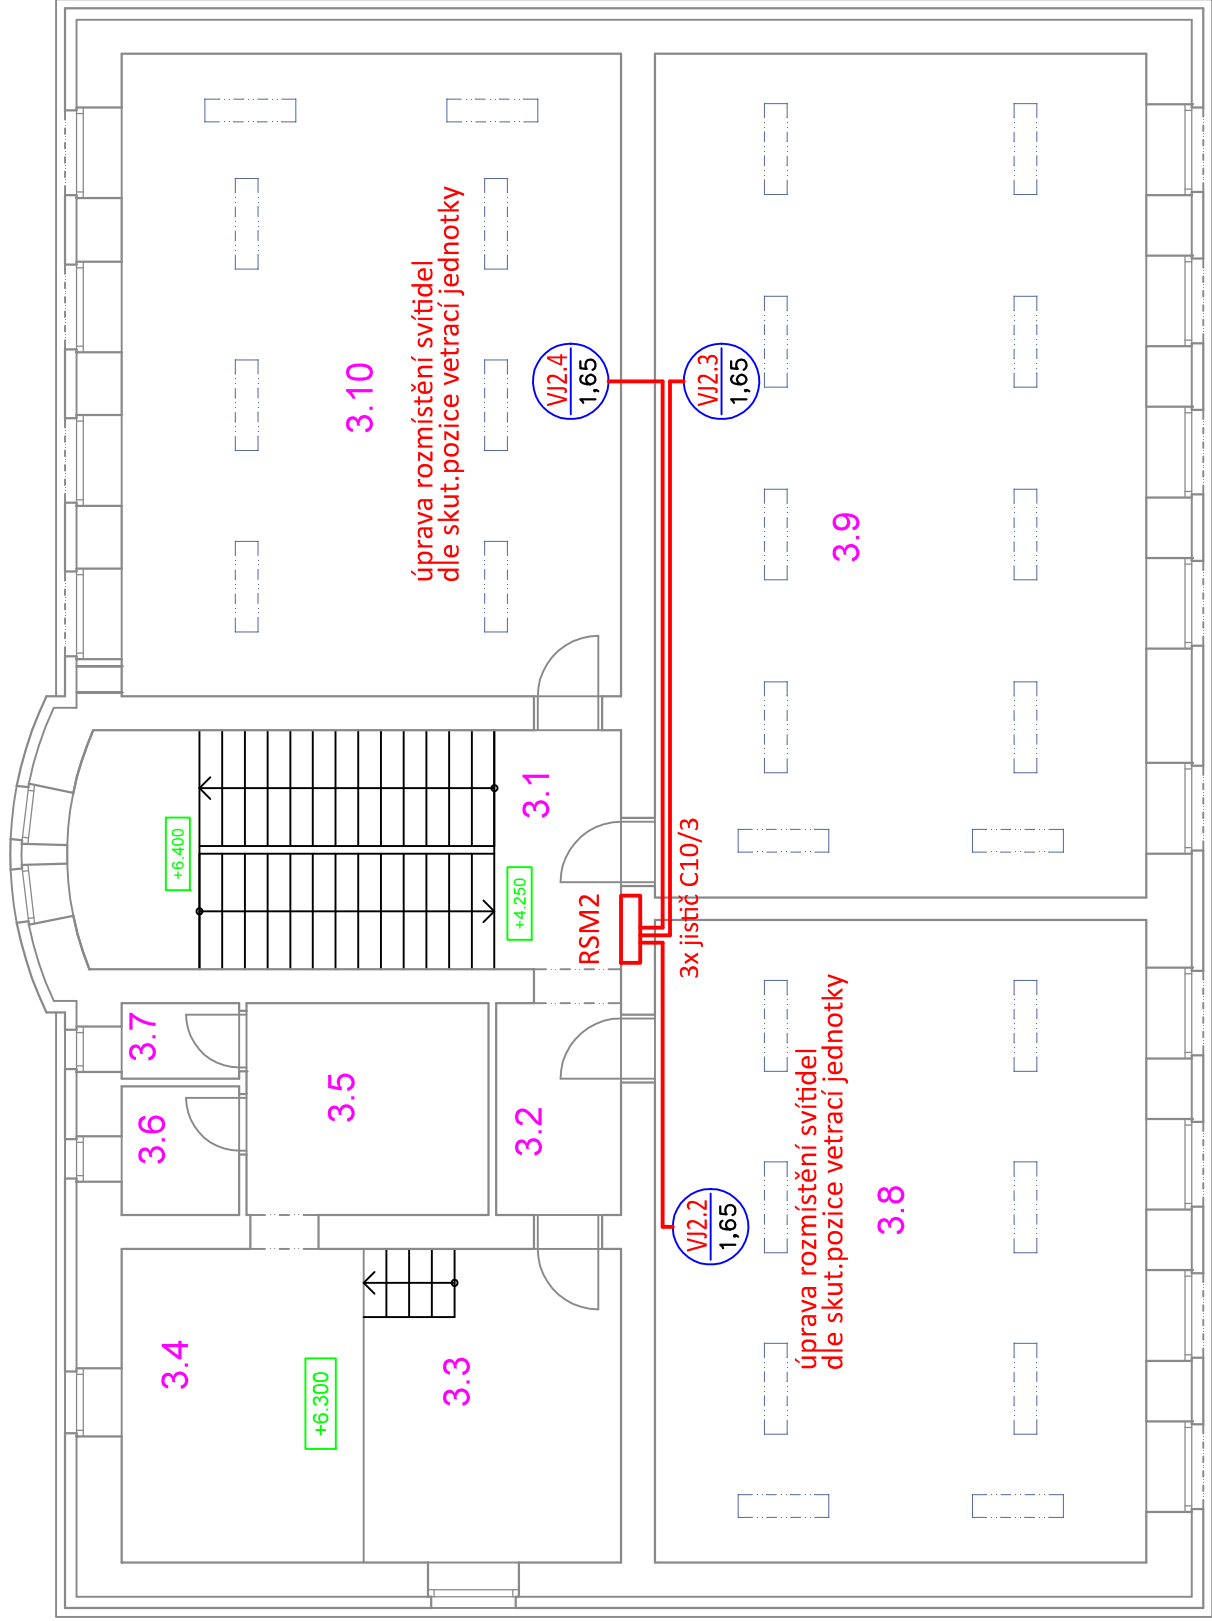 3.4
+6.300
3.3
3.6
3.7
3.5
3.2
+6.400
+4.250
3.1
RSM2
3x jistič C10/3
3.10
úprava rozmístění svítidel
dle skut.pozice vetrací jednotky
VJ2.4
1,65
VJ2.3
1,65
3.9
VJ2.2
1,65
úprava rozmístění svítidel
dle skut.pozice vetrací jednotky
3.8